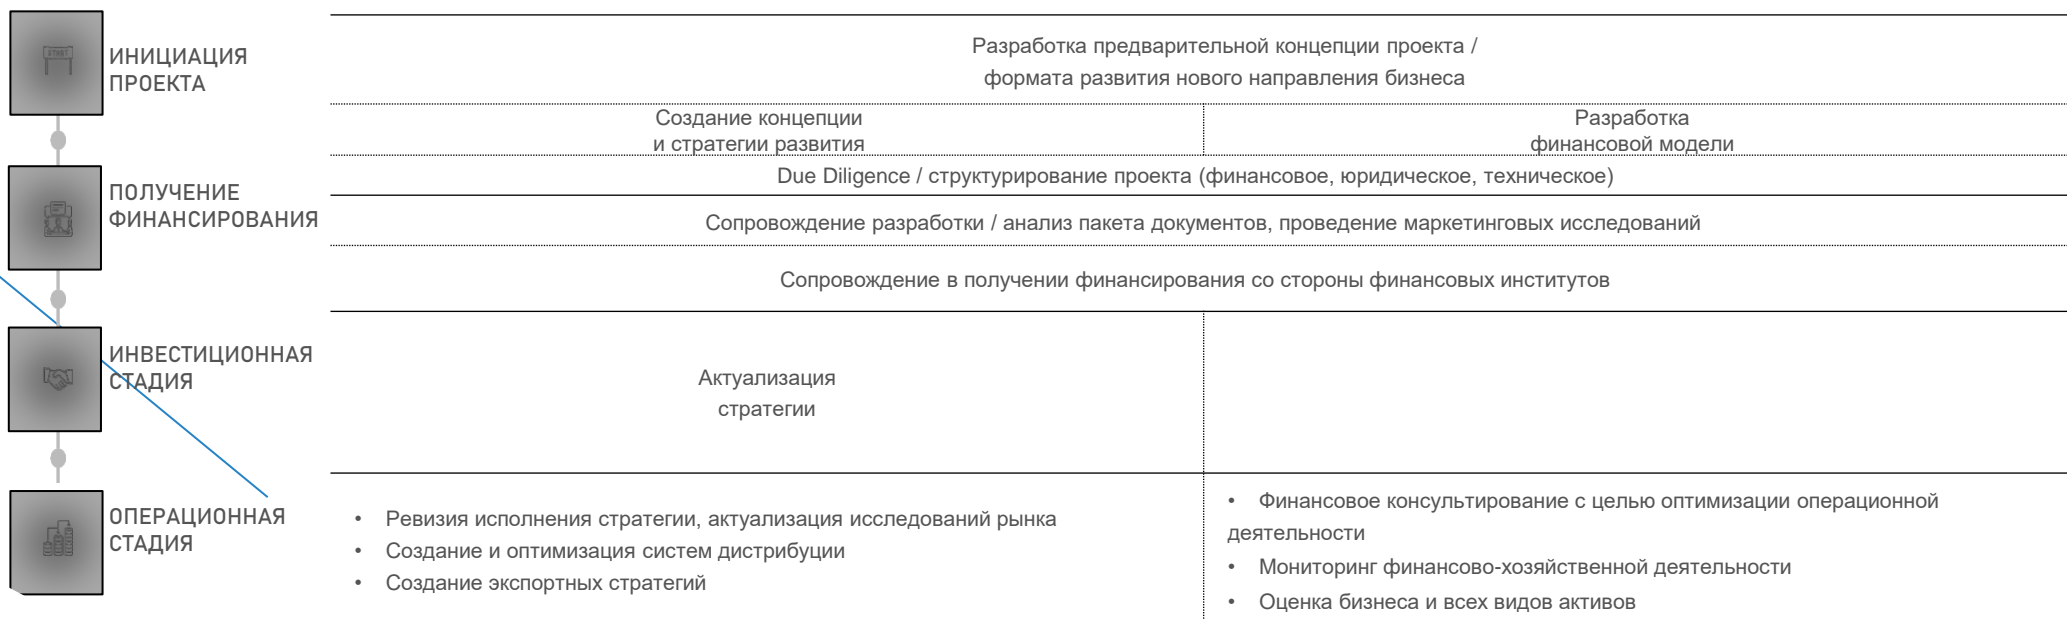 START
ИНИЦИАЦИЯ
ПРОЕКТА
Разработка предварительной концепции проекта /
формата развития нового направления бизнеса
Создание концепции
и стратегии развития
Разработка
финансовой модели
ПОЛУЧЕНИЕ
ФИНАНСИРОВАНИЯ
Due Diligence / структурирование проекта (финансовое, юридическое, техническое)
Сопровождение разработки / анализ пакета документов, проведение маркетинговых исследований
Сопровождение в получении финансирования со стороны финансовых институтов
ИНВЕСТИЦИОННАЯ
СТАДИЯ
Актуализация
стратегии
ОПЕРАЦИОННАЯ
СТАДИЯ
• Ревизия исполнения стратегии, актуализация исследований рынка
• Создание и оптимизация систем дистрибуции
• Создание экспортных стратегий
• Финансовое консультирование с целью оптимизации операционной
деятельности
• Мониторинг финансово-хозяйственной деятельности
• Оценка бизнеса и всех видов активов